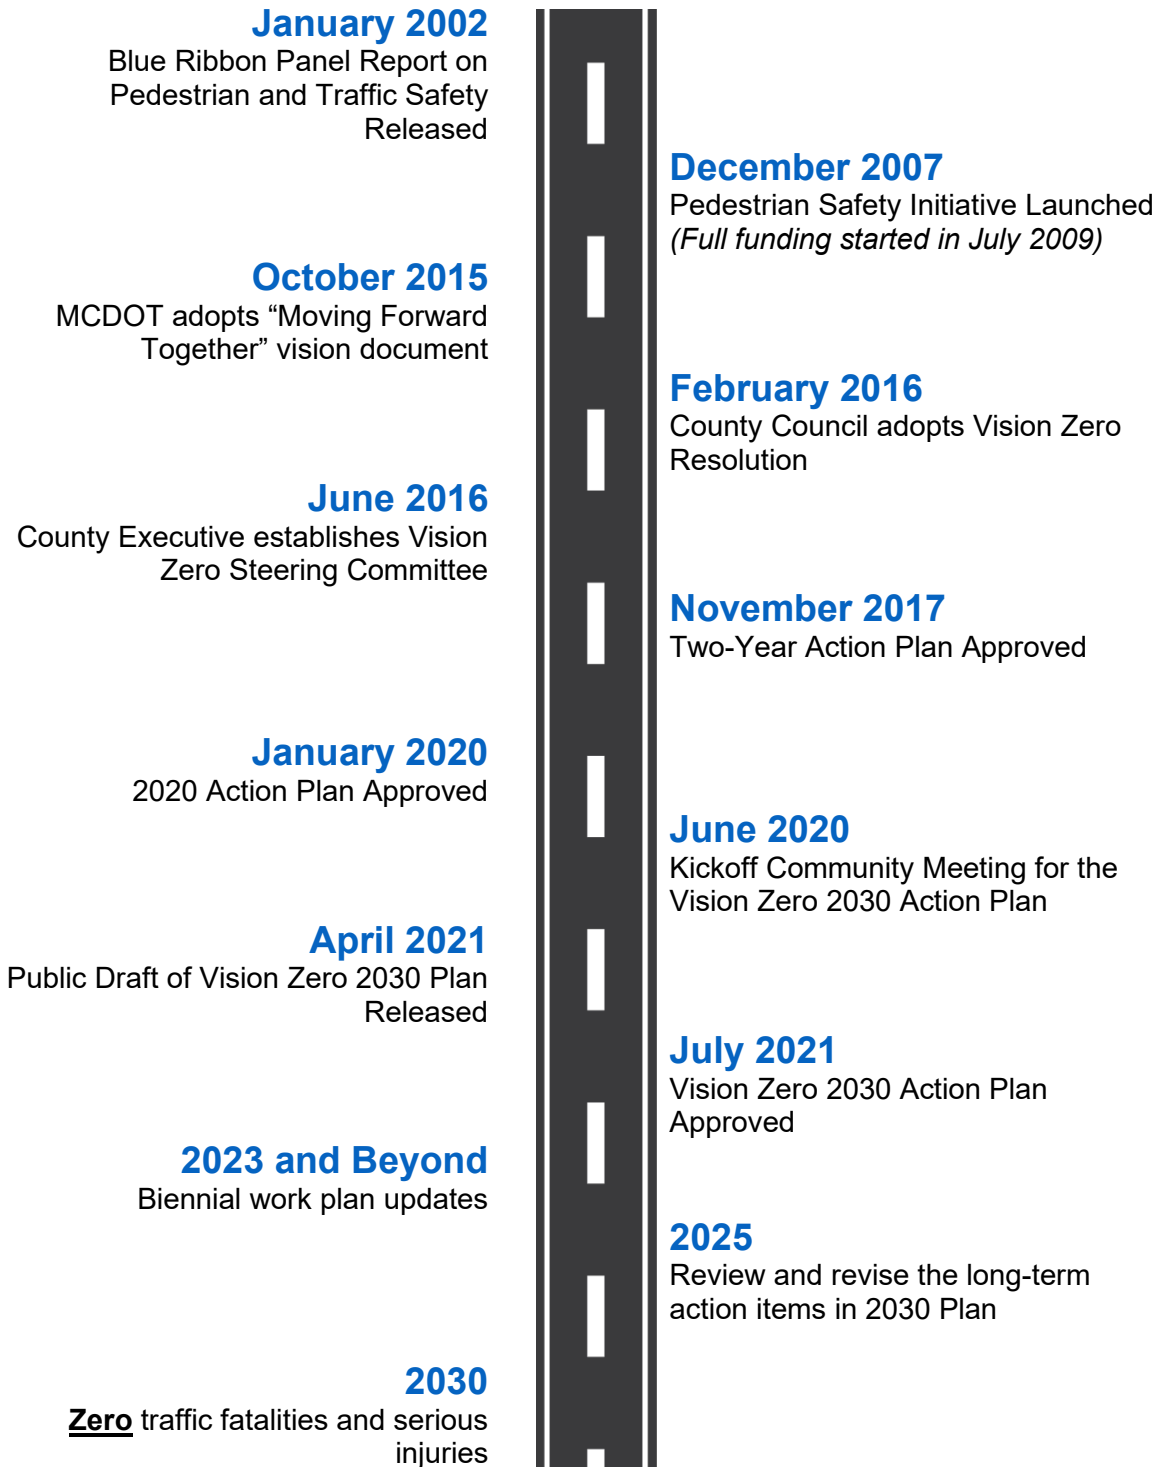 January 2002
Blue Ribbon Panel Report on
Pedestrian and Traffic Safety
Released
December 2007
Pedestrian Safety Initiative Launched
(Full funding started in July 2009)
October 2015
MCDOT adopts “Moving Forward
Together” vision document
February 2016
County Council adopts Vision Zero
Resolution
June 2016
County Executive establishes Vision
Zero Steering Committee
November 2017
Two-Year Action Plan Approved
January 2020
2020 Action Plan Approved
June 2020
Kickoff Community Meeting for the
Vision Zero 2030 Action Plan
April 2021
Public Draft of Vision Zero 2030 Plan
Released
July 2021
Vision Zero 2030 Action Plan
Approved
2023 and Beyond
Biennial work plan updates
2025
Review and revise the long-term
action items in 2030 Plan
2030
Zero traffic fatalities and serious
injuries